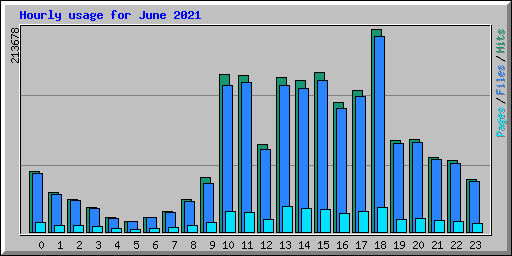 Hourly usage for June 2021
213678
Pages / Files / Hits
0 1 2 3 4 5 6 7 8 9 10 11 12 13 14 15 16 17 18 19 20 21 22 23